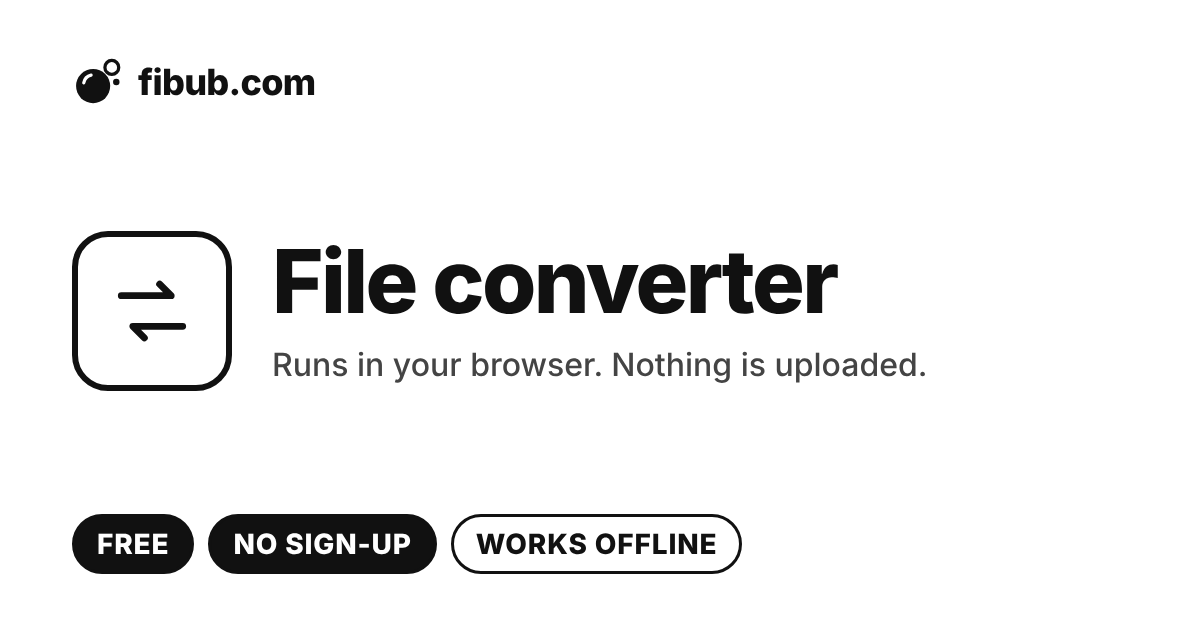 fibub.com
File converter
Runs in your browser. Nothing is uploaded.
FREE NO SIGN-UP WORKS OFFLINE